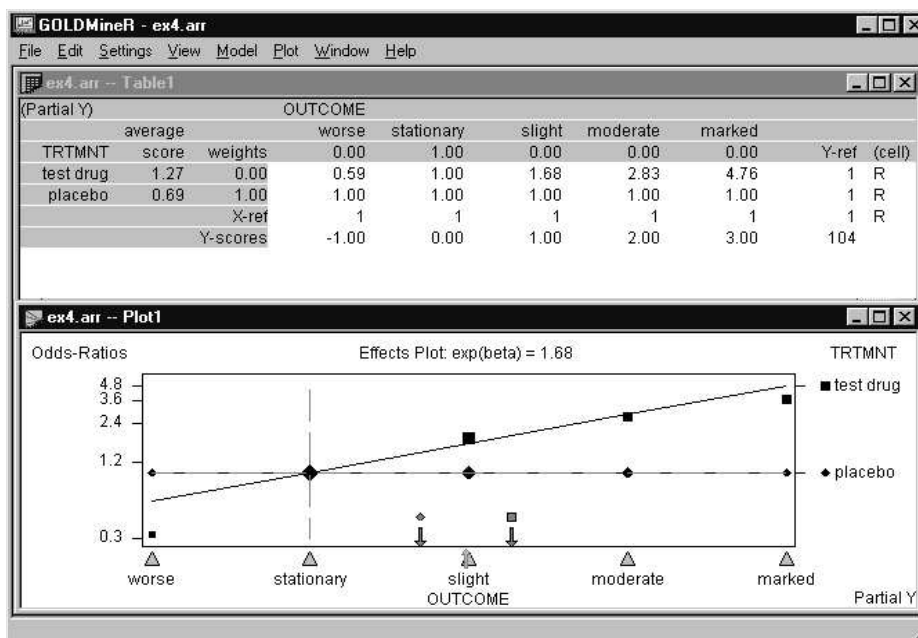 GOLDMineR - ex4.arr
File Edit Settings View Model Plot Window Help
ex4.arr -- Table1
(Partial Y) OUTCOME
average worse stationary slight moderate marked
TRTMNT score weights 0.00 1.00 0.00 0.00 0.00 Y-ref (cell)
test drug 1.27 0.00 0.59 1.00 1.68 2.83 4.76 1 R
placebo 0.69 1.00 1.00 1.00 1.00 1.00 1.00 1 R
X-ref 1 1 1 1 1 1 R
Y-scores -1.00 0.00 1.00 2.00 3.00 104
ex4.arr -- Plot1
Odds-Ratios Effects Plot: exp(beta) = 1.68 TRTMNT
4.8 test drug
3.6
2.4
1.2
placebo
0.3
worse stationary slight moderate marked
OUTCOME Partial Y